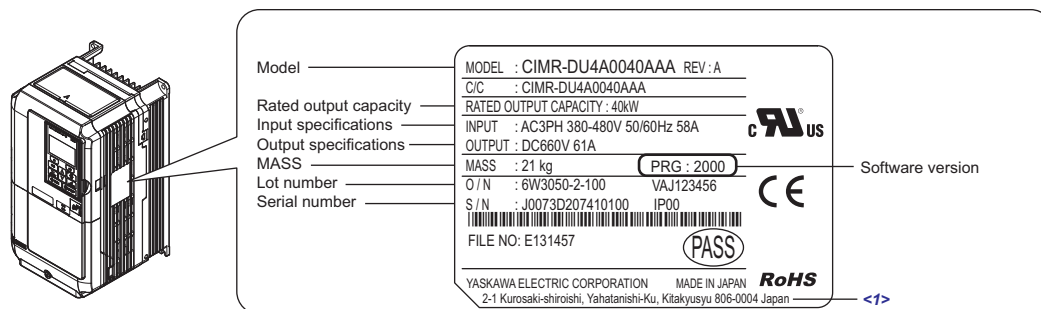 Model
Rated output capacity
Input specifications
Output specifications
MASS
Lot number
Serial number
MODEL : CIMR-DU4A0040AAA REV : A
C/C : CIMR-DU4A0040AAA
RATED OUTPUT CAPACITY : 40kW
INPUT : AC3PH 380-480V 50/60Hz 58A
OUTPUT : DC660V 61A
MASS : 21 kg PRG : 2000
O / N : 6W3050-2-100 VAJ123456
S / N : J0073D207410100 IP00
FILE NO: E131457
PASS
YASKAWA ELECTRIC CORPORATION MADE IN JAPAN
2-1 Kurosaki-shiroishi, Yahatanishi-Ku, Kitakyusyu 806-0004 Japan
c RU US
CE
RoHS
Software version
<1>